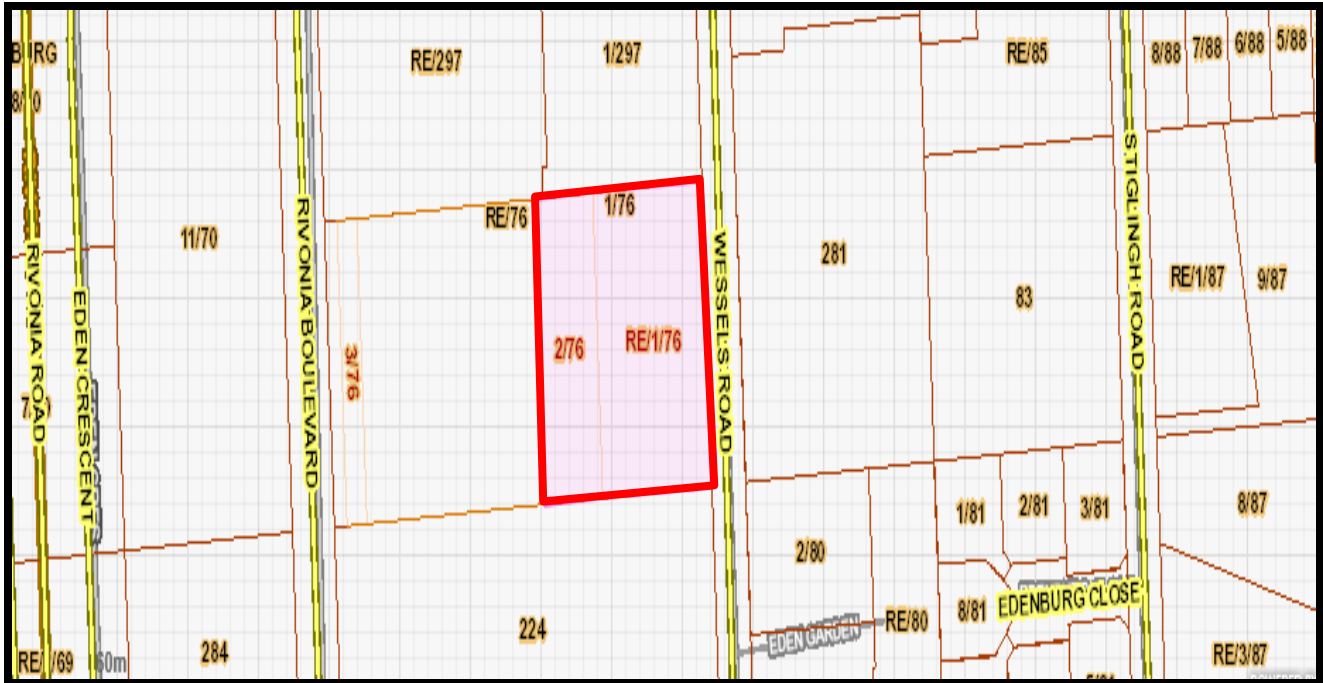 RE/297
1/297
RE/85
8/88
7/88
6/88
5/88
RE/76
1/76
11/70
281
83
RE/1/87
9/87
RIVONIA ROAD
EDEN CRESCENT
RIVONIA BOULEVARD
WESSELS ROAD
STIGLINGH ROAD
3/76
2/76
RE/1/76
1/81
2/81
3/81
8/87
2/80
EDENBURG CLOSE
8/81
RE/80
EDEN GARDEN
224
284
RE/3/87
60m